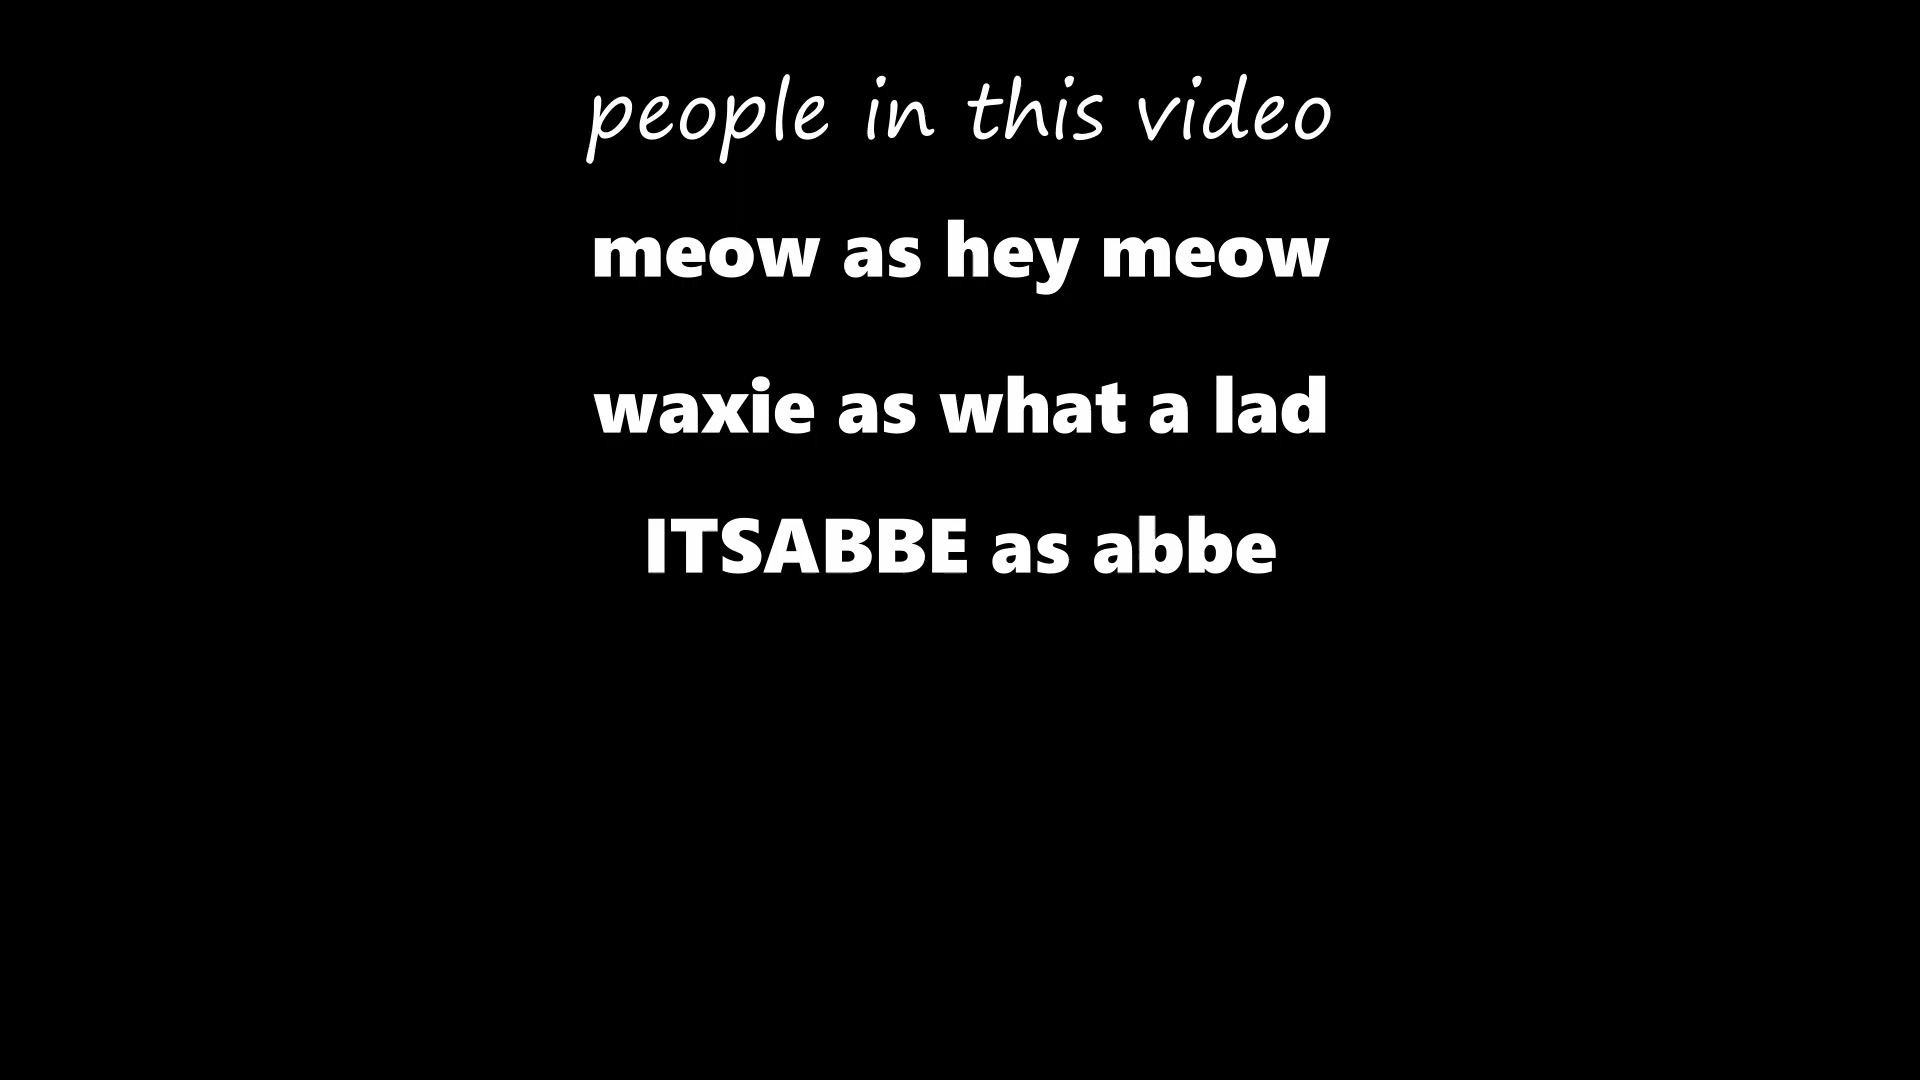 people in this video
meow as hey meow
waxie as what a lad
ITSABBE as abbe